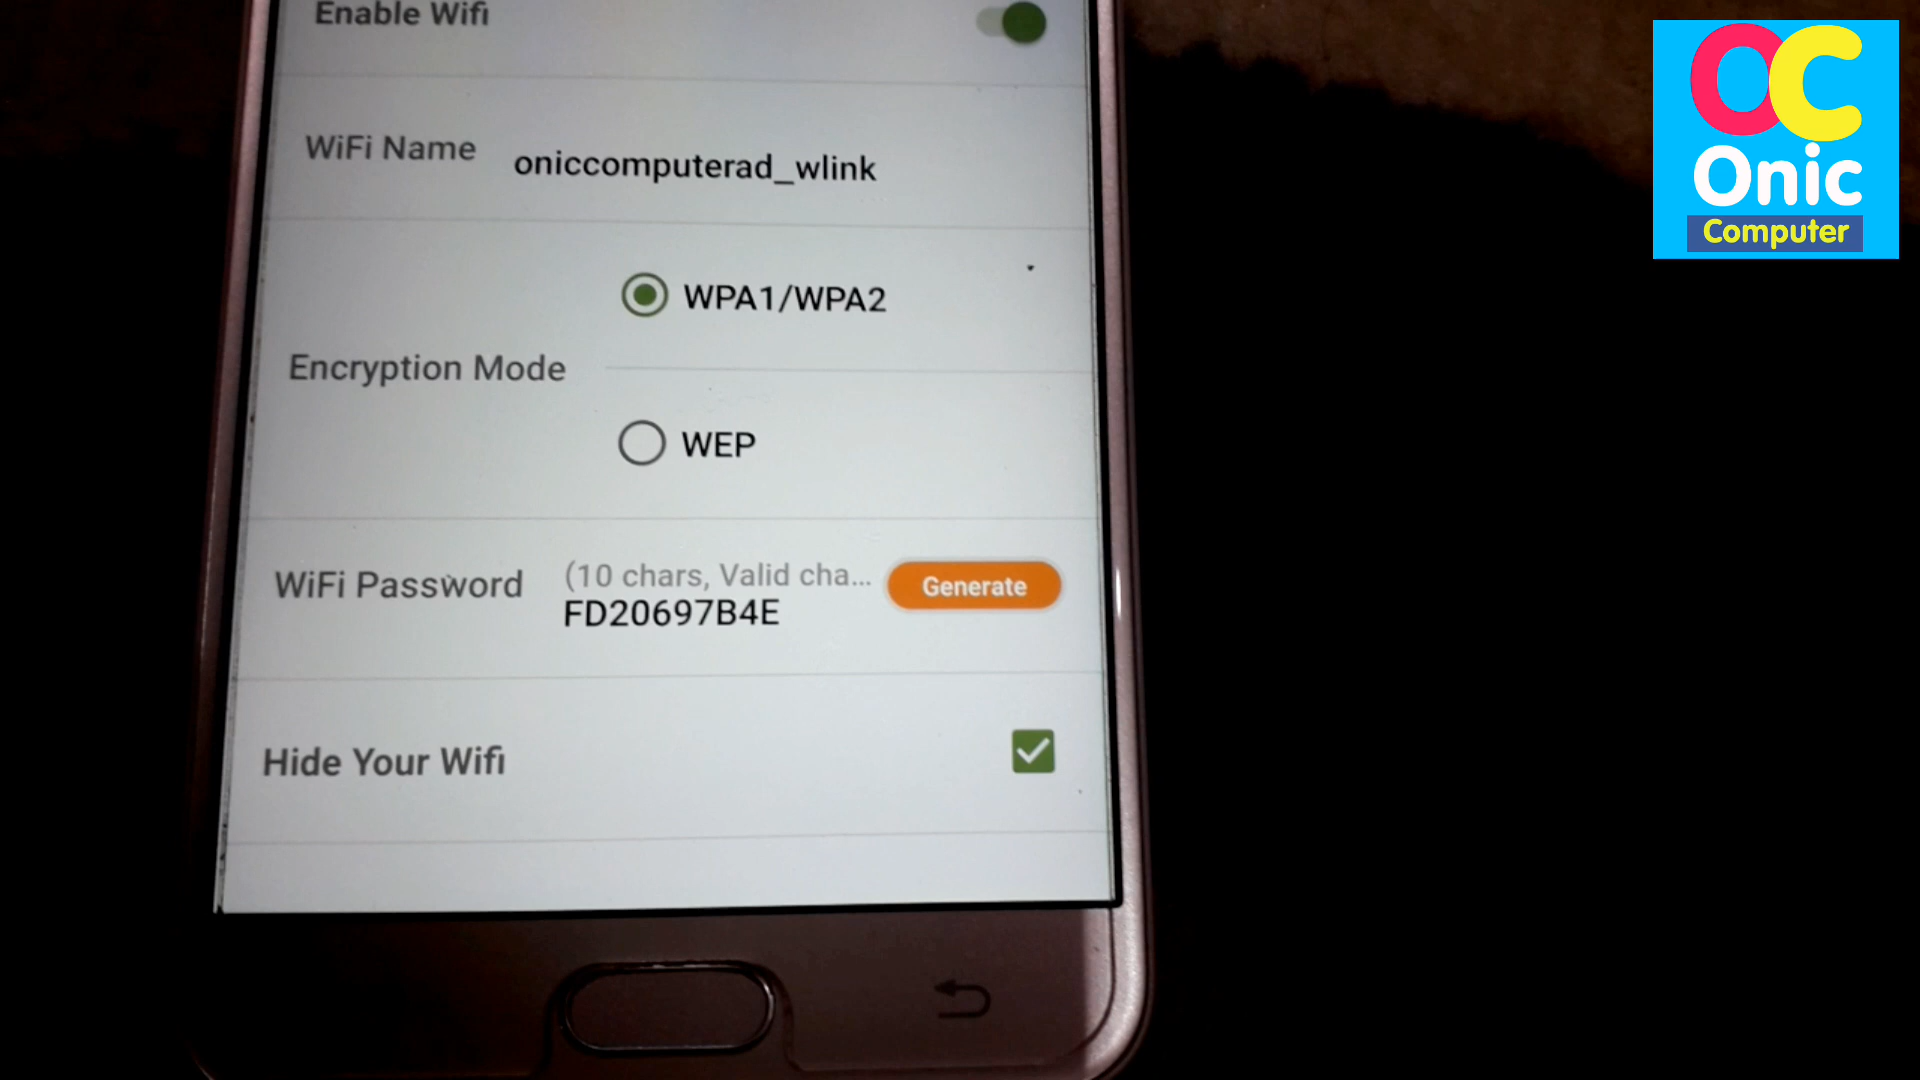 Enable Wifi
WiFi Name oniccomputerad_wlink
WPA1/WPA2
Encryption Mode
WEP
WiFi Password (10 chars, Valid cha... Generate
FD20697B4E
Hide Your Wifi
OC
Onic
Computer